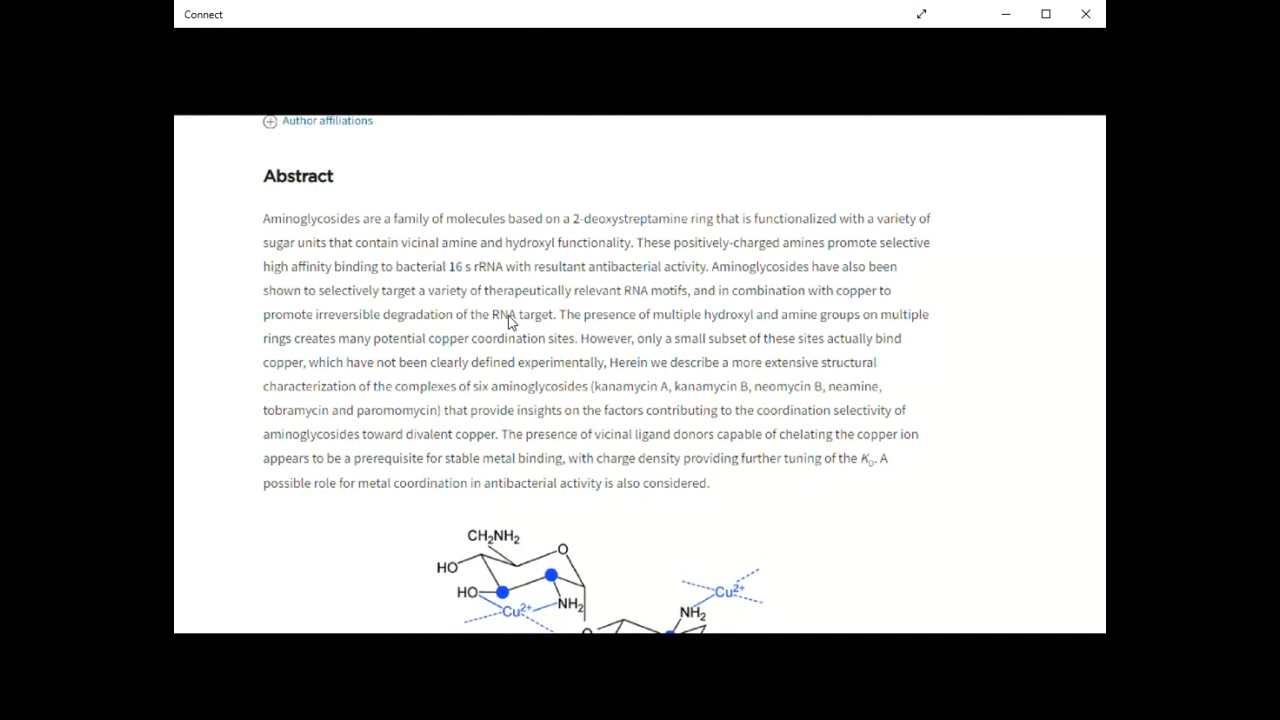 Connect
Author affiliations
Abstract
Aminoglycosides are a family of molecules based on a 2-deoxystreptamine ring that is functionalized with a variety of
sugar units that contain vicinal amine and hydroxyl functionality. These positively-charged amines promote selective
high affinity binding to bacterial 16 s rRNA with resultant antibacterial activity. Aminoglycosides have also been
shown to selectively target a variety of therapeutically relevant RNA motifs, and in combination with copper to
promote irreversible degradation of the RNA target. The presence of multiple hydroxyl and amine groups on multiple
rings creates many potential copper coordination sites. However, only a small subset of these sites actually bind
copper, which have not been clearly defined experimentally, Herein we describe a more extensive structural
characterization of the complexes of six aminoglycosides (kanamycin A, kanamycin B, neomycin B, neamine,
tobramycin and paromomycin) that provide insights on the factors contributing to the coordination selectivity of
aminoglycosides toward divalent copper. The presence of vicinal ligand donors capable of chelating the copper ion
appears to be a prerequisite for stable metal binding, with charge density providing further tuning of the K_D. A
possible role for metal coordination in antibacterial activity is also considered.
CH₂NH₂
O
HO
HO
NH₂
Cu²⁺
Cu²⁺
NH₂
O